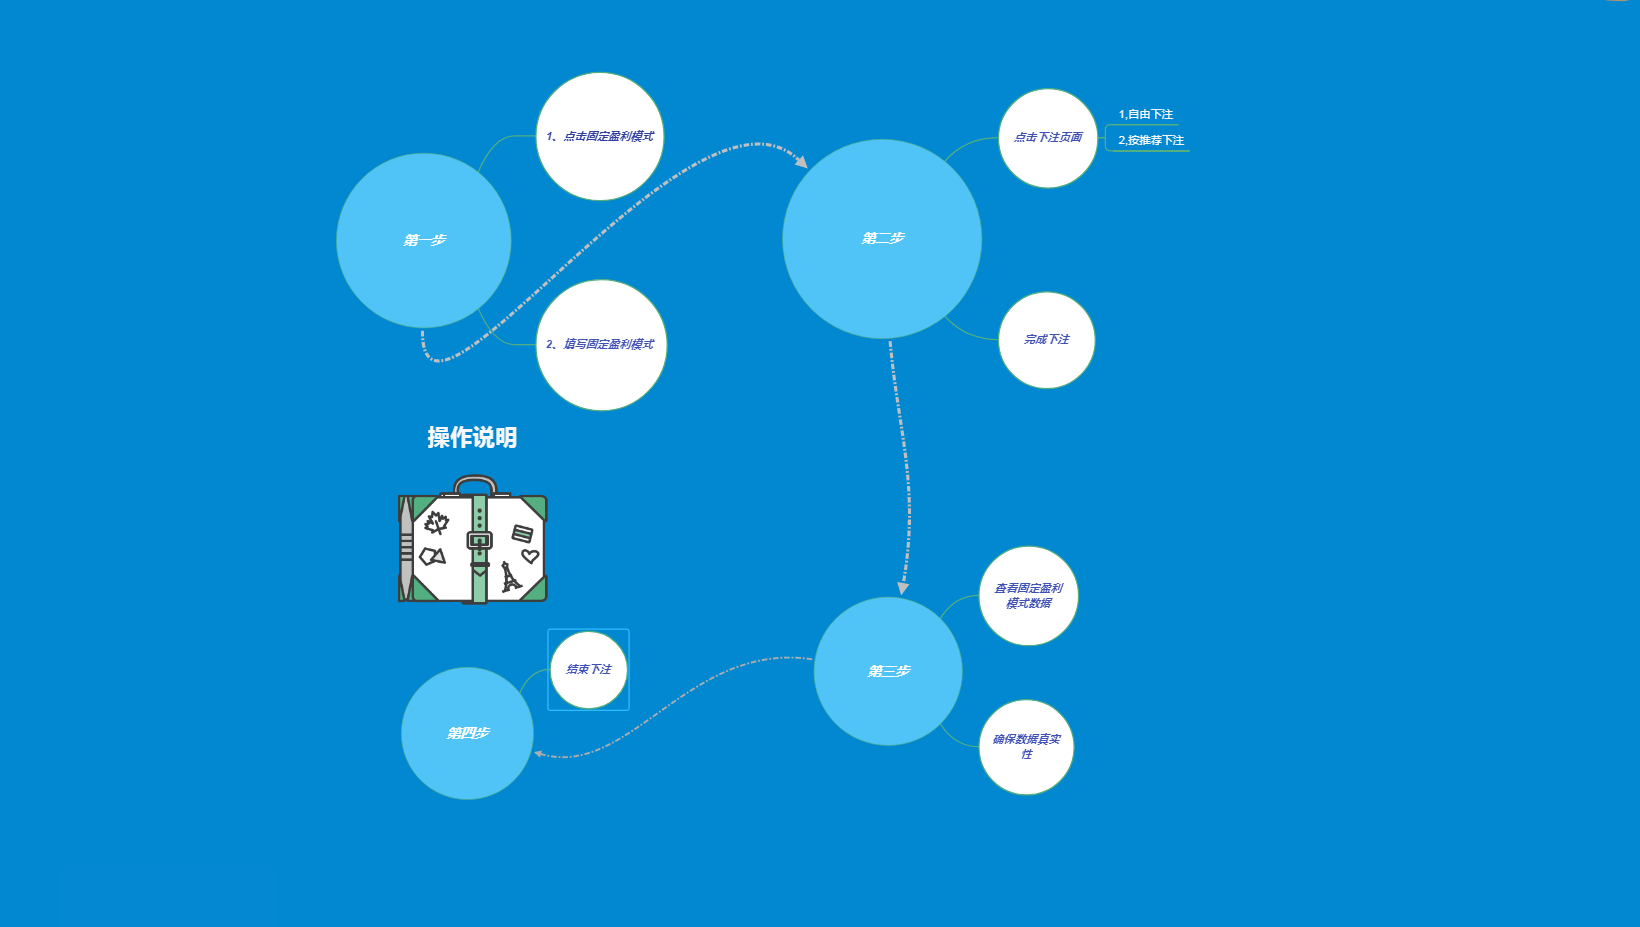 第一步
1、点击固定盈利模式
2、填写固定盈利模式
第二步
点击下注页面
1,自由下注
2,按推荐下注
完成下注
操作说明
第三步
查看固定盈利
模式数据
确保数据真实
性
第四步
结束下注